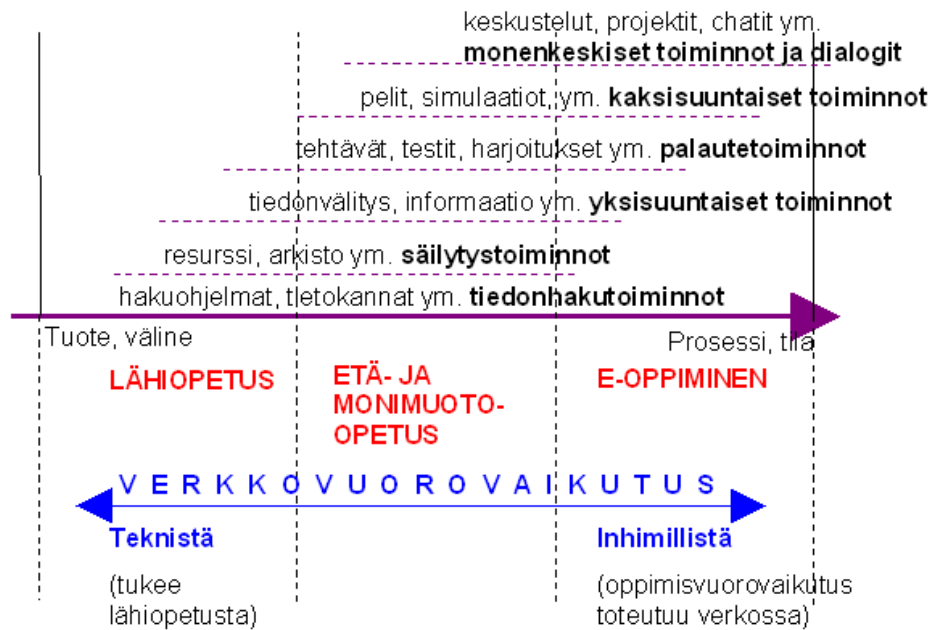 keskustelut, projektit, chatit ym.
monenkeskiset toiminnot ja dialogit
pelit, simulaatiot, ym. kaksisuuntaiset toiminnot
tehtävät, testit, harjoitukset ym. palautetoiminnot
tiedonvälitys, informaatio ym. yksisuuntaiset toiminnot
resurssi, arkisto ym. säilytystoiminnot
hakuohjelmat, tietokannat ym. tiedonhakutoiminnot
Tuote, väline
Prosessi, tila
LÄHIOPETUS
ETÄ- JA
MONIMUOTO-
OPETUS
E-OPPIMINEN
V E R K K O V U O R O V A I K U T U S
Teknistä
(tukee
lähiopetusta)
Inhimillistä
(oppimisvuorovaikutus
toteutuu verkossa)